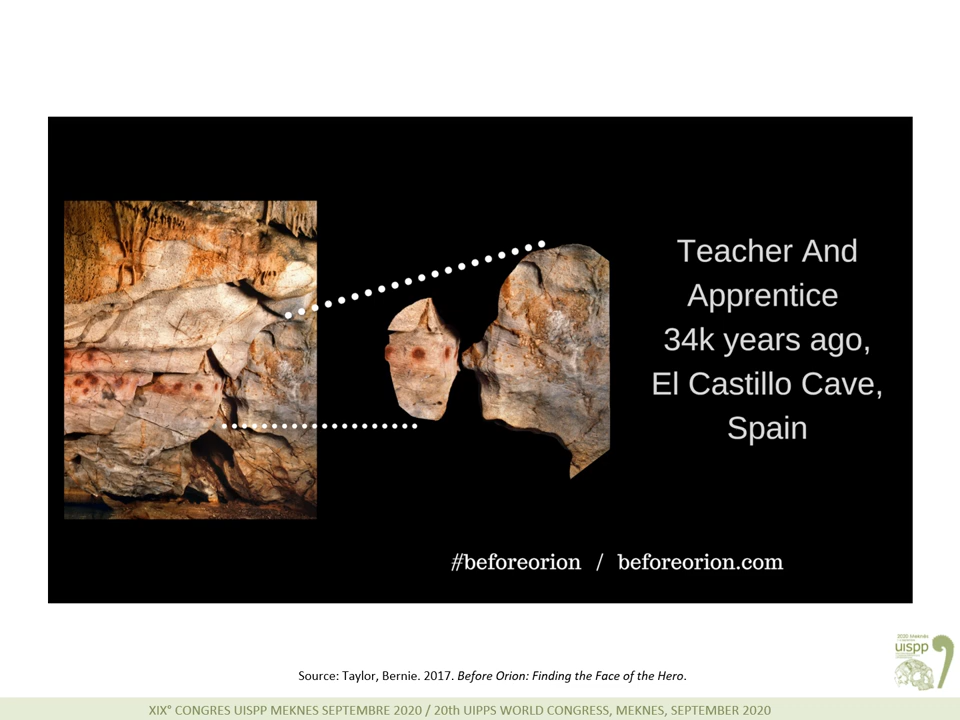 Teacher And
Apprentice
34k years ago,
El Castillo Cave,
Spain
#beforeorion / beforeorion.com
uispp
Source: Taylor, Bernie. 2017. Before Orion: Finding the Face of the Hero.
XIX° CONGRES UISPP MEKNES SEPTEMBRE 2020 / 20th UIPPS WORLD CONGRESS, MEKNES, SEPTEMBER 2020